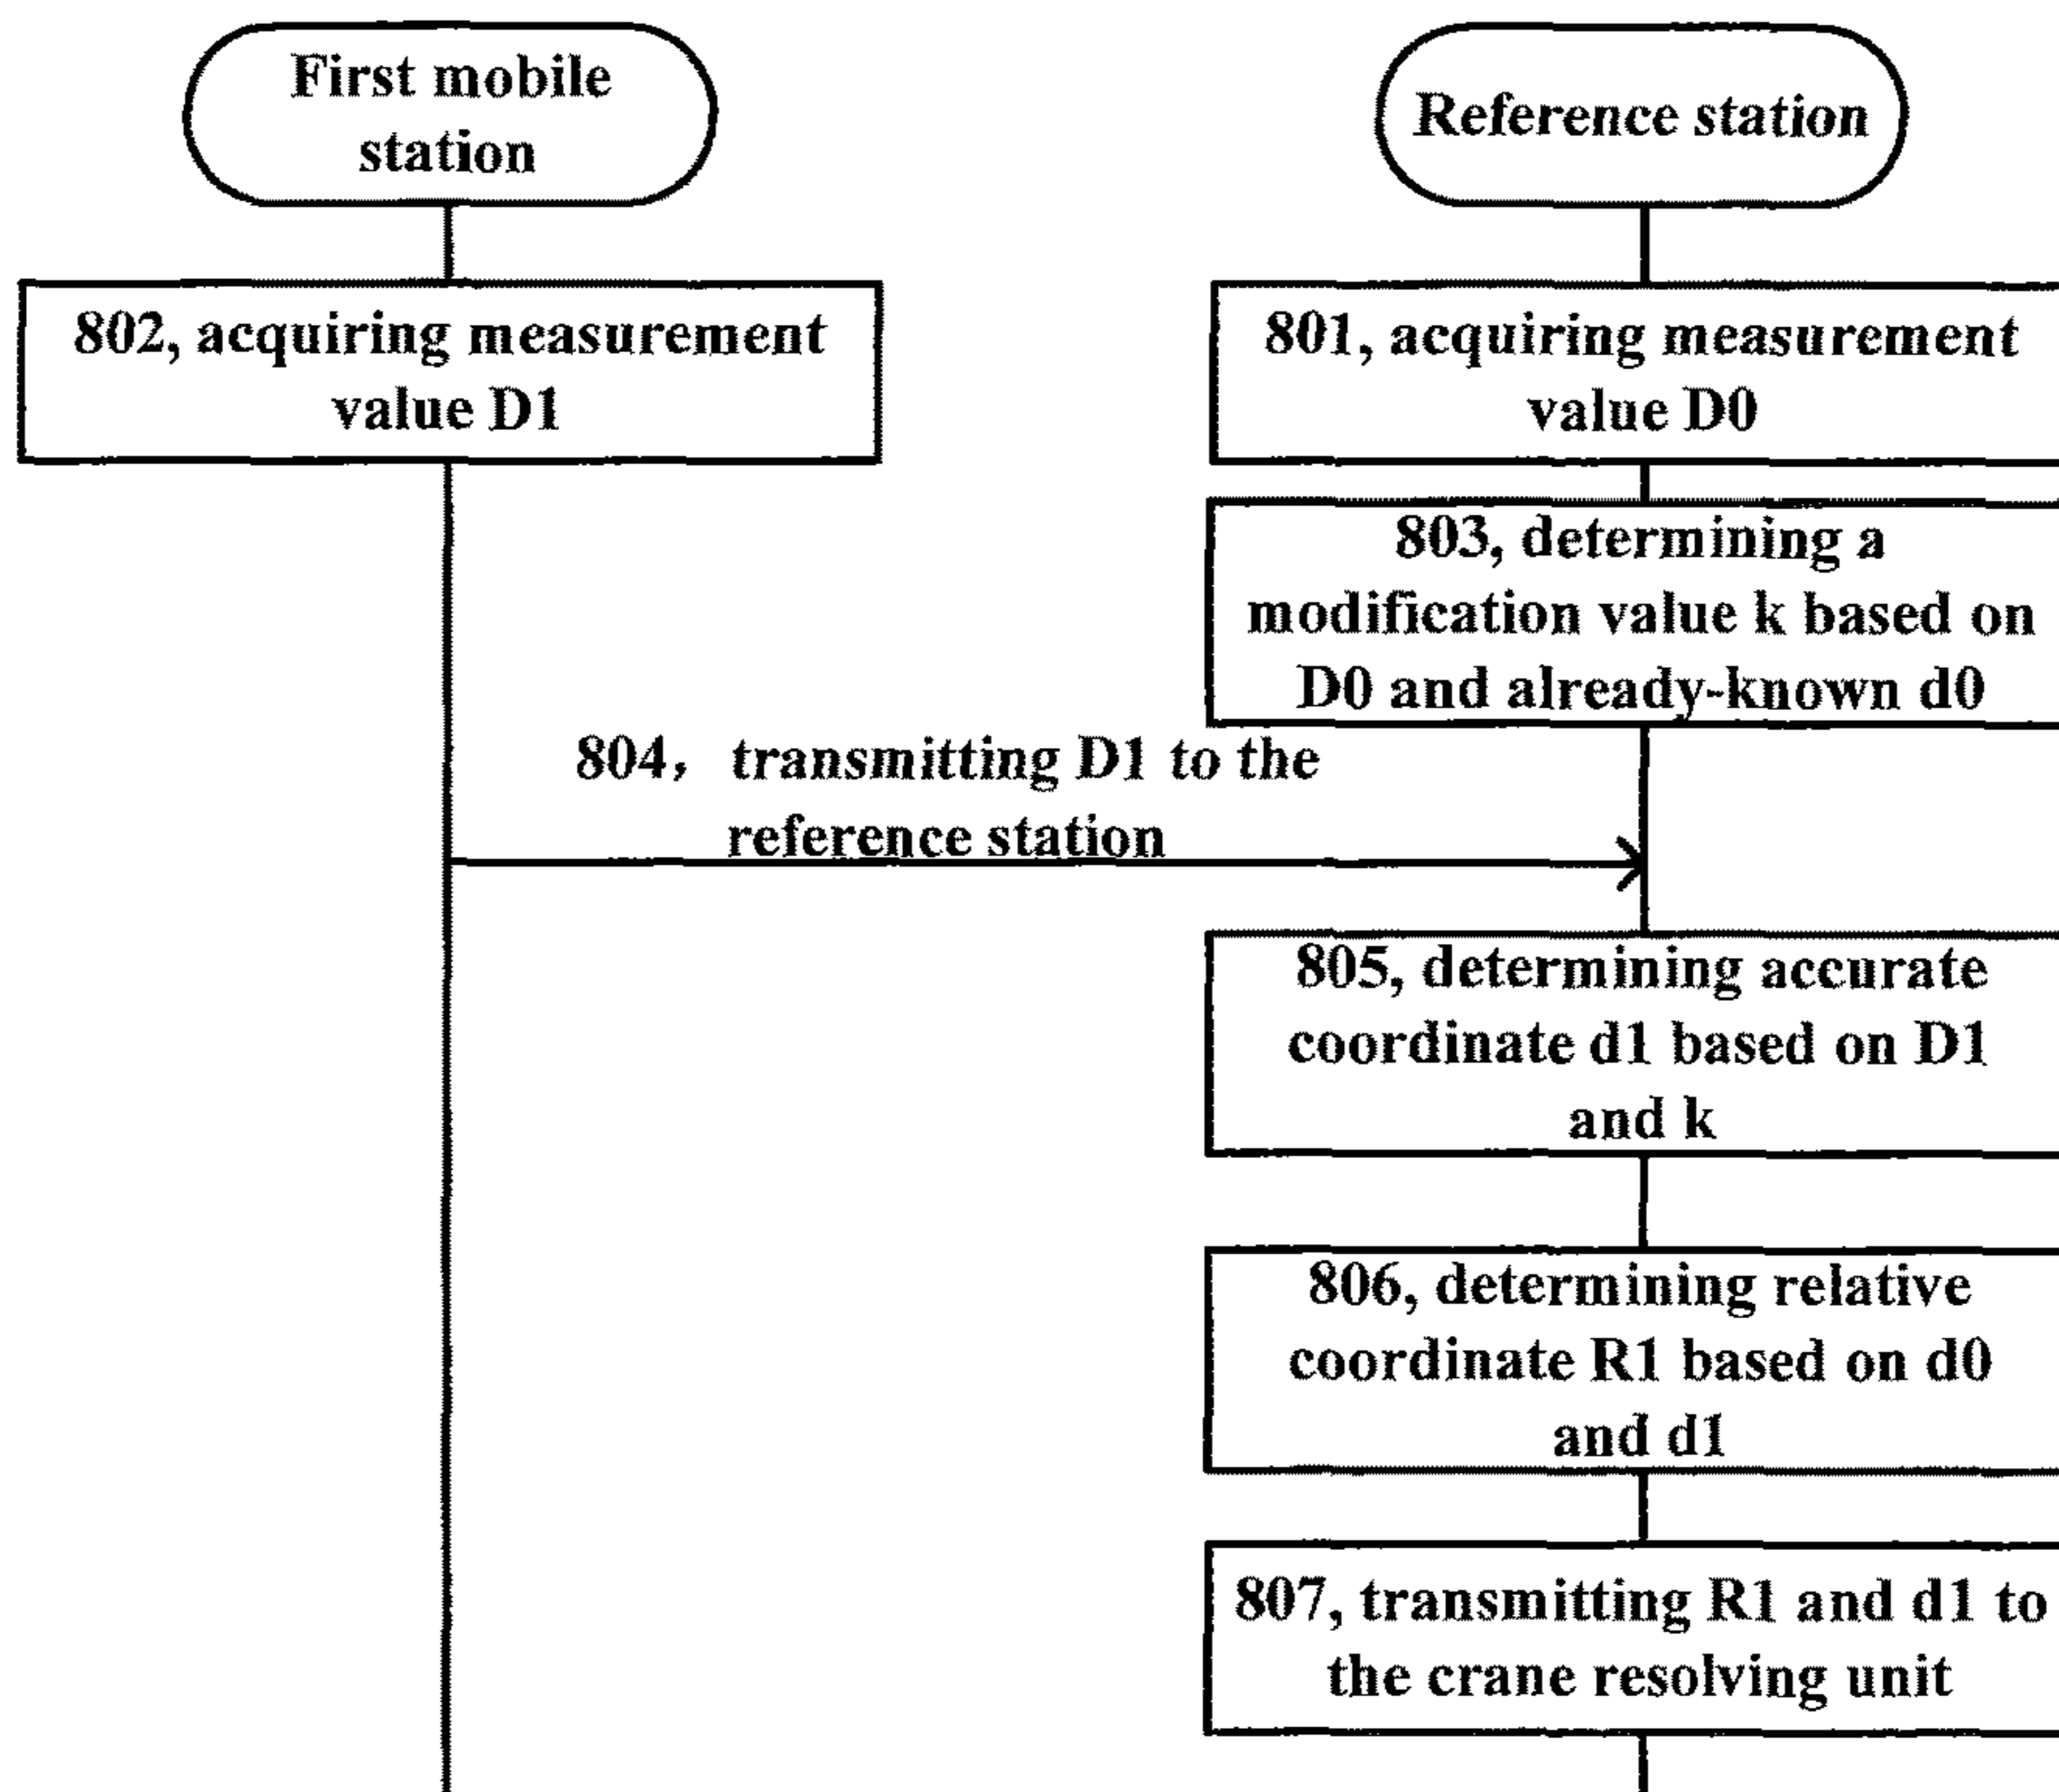 First mobile
station
Reference station
802, acquiring measurement
value D1
801, acquiring measurement
value D0
803, determining a
modification value k based on
D0 and already-known d0
804， transmitting D1 to the
reference station
805, determining accurate
coordinate d1 based on D1
and k
806, determining relative
coordinate R1 based on d0
and d1
807, transmitting R1 and d1 to
the crane resolving unit